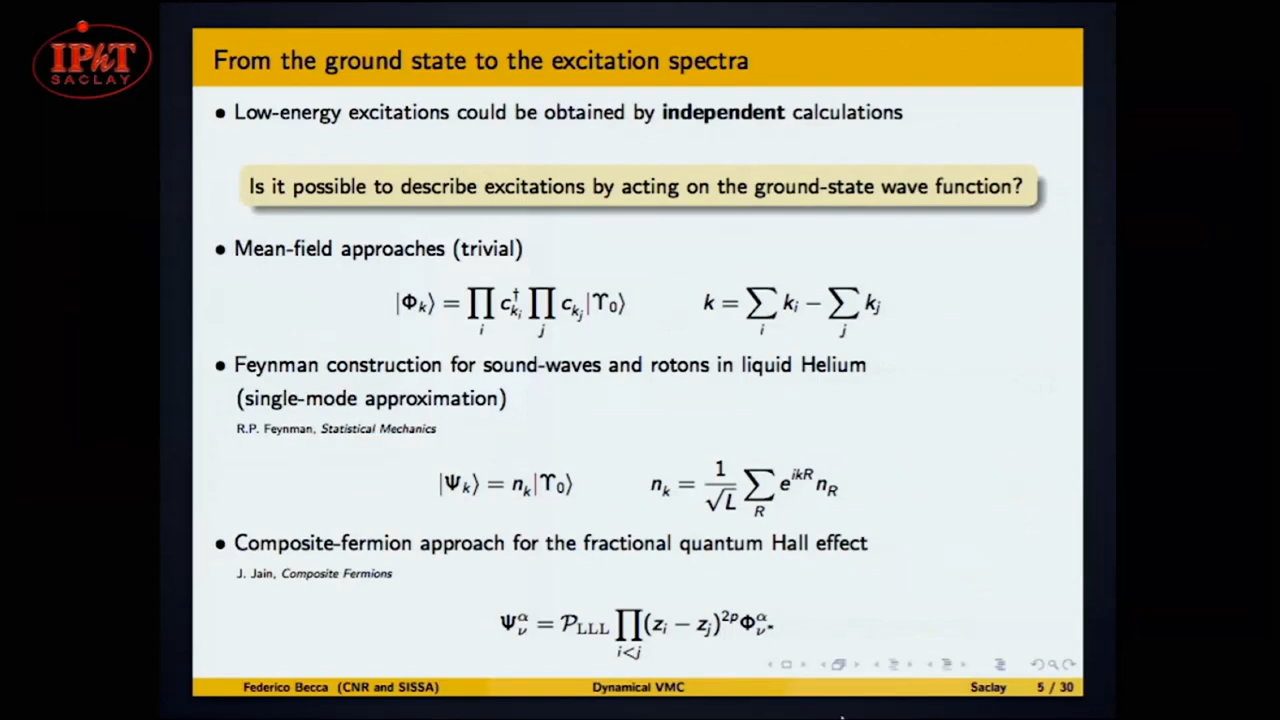 IPhT
SACLAY
From the ground state to the excitation spectra
• Low-energy excitations could be obtained by independent calculations
Is it possible to describe excitations by acting on the ground-state wave function?
• Mean-field approaches (trivial)
|Φ_k⟩ = ∏_i c†_{k_i} ∏_j c_{k_j} |ϒ_0⟩   k = ∑_i k_i − ∑_j k_j
• Feynman construction for sound-waves and rotons in liquid Helium
(single-mode approximation)
R.P. Feynman, Statistical Mechanics
|Ψ_k⟩ = n_k|ϒ_0⟩   n_k = 1/√L ∑_R e^{ikR} n_R
• Composite-fermion approach for the fractional quantum Hall effect
J. Jain, Composite Fermions
Ψ^α_ν = P_LLL ∏_{i<j} (z_i − z_j)^{2p} Φ^α_{ν*}
Federico Becca (CNR and SISSA)   Dynamical VMC   Saclay   5 / 30